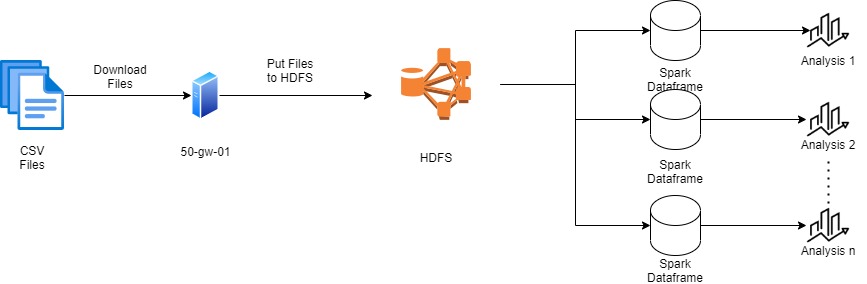 CSV
Files
Download
Files
50-gw-01
Put Files
to HDFS
HDFS
Spark
Dataframe
Analysis 1
Spark
Dataframe
Analysis 2
Spark
Dataframe
Analysis n